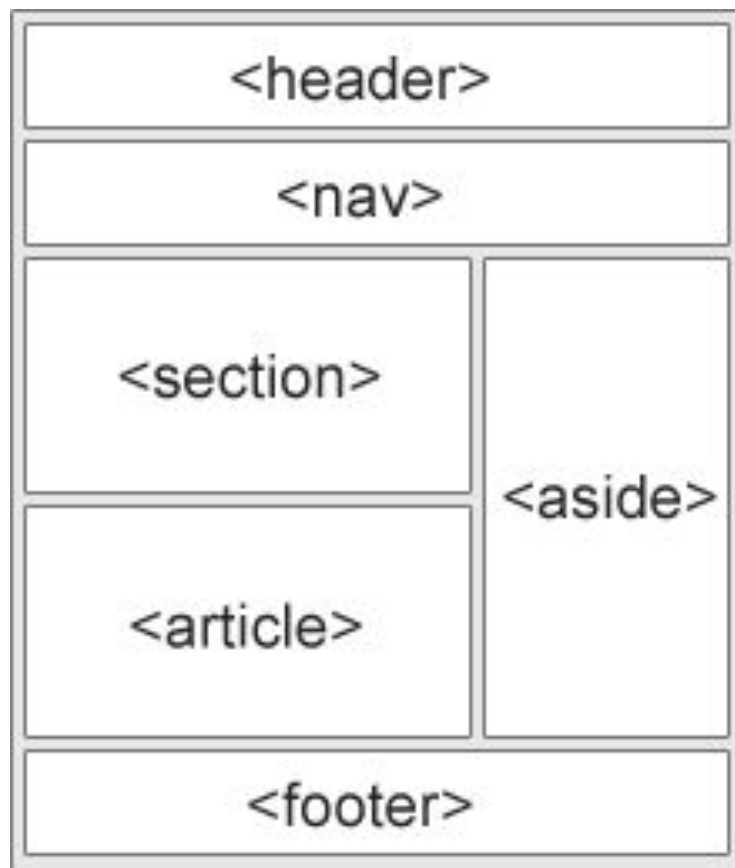 <header>
<nav>
<section>
<article>
<aside>
<footer>